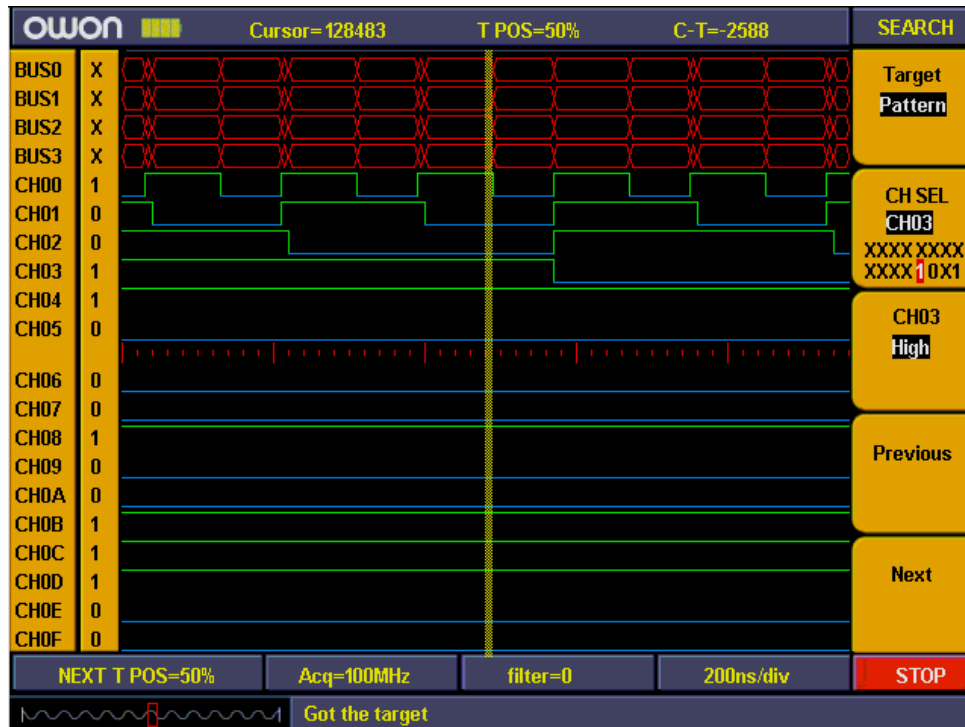 owon Cursor=128483 T POS=50% C-T=-2588 SEARCH
BUS0 X
BUS1 X
BUS2 X
BUS3 X
CH00 1
CH01 0
CH02 0
CH03 1
CH04 1
CH05 0
CH06 0
CH07 0
CH08 1
CH09 0
CH0A 0
CH0B 1
CH0C 1
CH0D 1
CH0E 0
CH0F 0
Target
Pattern
CH SEL
CH03
XXXX XXXX
XXXX 10X1
CH03
High
Previous
Next
NEXT T POS=50% Acq=100MHz filter=0 200ns/div STOP
Got the target